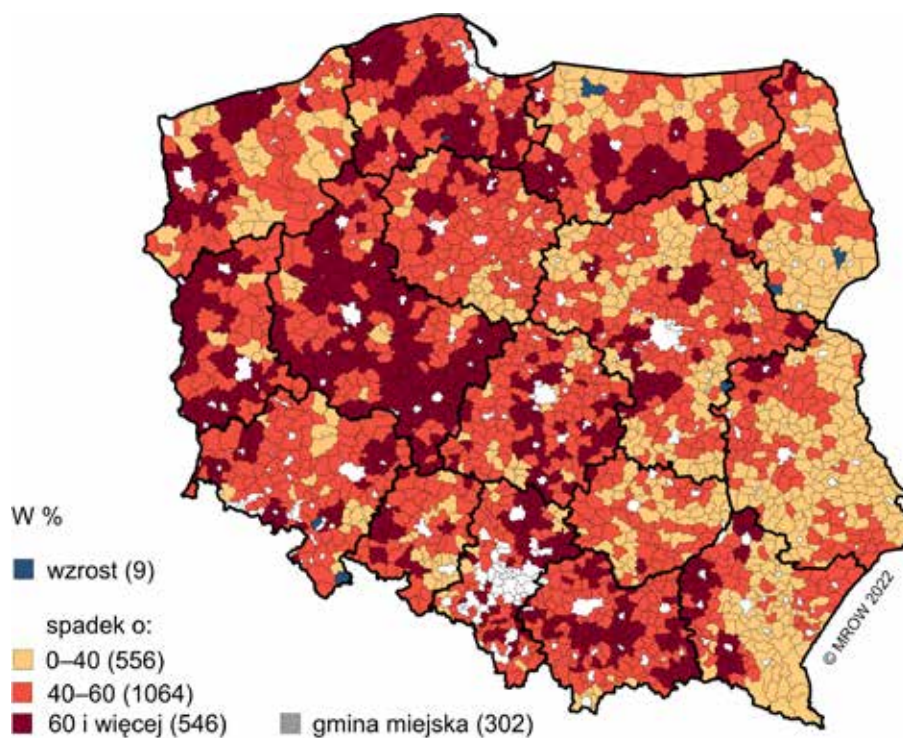 W %
wzrost (9)
spadek o:
0–40 (556)
40–60 (1064)
60 i więcej (546)
gmina miejska (302)
© MROW 2022